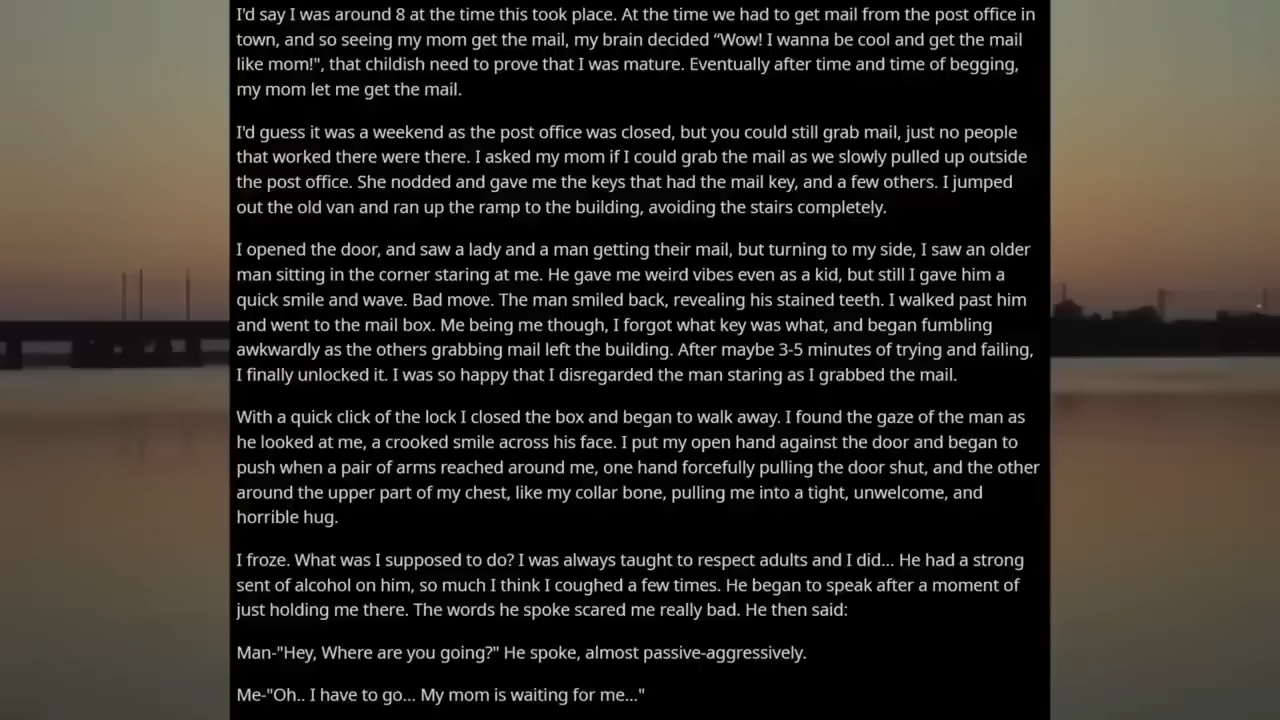 I'd say I was around 8 at the time this took place. At the time we had to get mail from the post office in
town, and so seeing my mom get the mail, my brain decided “Wow! I wanna be cool and get the mail
like mom!", that childish need to prove that I was mature. Eventually after time and time of begging,
my mom let me get the mail.
I'd guess it was a weekend as the post office was closed, but you could still grab mail, just no people
that worked there were there. I asked my mom if I could grab the mail as we slowly pulled up outside
the post office. She nodded and gave me the keys that had the mail key, and a few others. I jumped
out the old van and ran up the ramp to the building, avoiding the stairs completely.
I opened the door, and saw a lady and a man getting their mail, but turning to my side, I saw an older
man sitting in the corner staring at me. He gave me weird vibes even as a kid, but still I gave him a
quick smile and wave. Bad move. The man smiled back, revealing his stained teeth. I walked past him
and went to the mail box. Me being me though, I forgot what key was what, and began fumbling
awkwardly as the others grabbing mail left the building. After maybe 3-5 minutes of trying and failing,
I finally unlocked it. I was so happy that I disregarded the man staring as I grabbed the mail.
With a quick click of the lock I closed the box and began to walk away. I found the gaze of the man as
he looked at me, a crooked smile across his face. I put my open hand against the door and began to
push when a pair of arms reached around me, one hand forcefully pulling the door shut, and the other
around the upper part of my chest, like my collar bone, pulling me into a tight, unwelcome, and
horrible hug.
I froze. What was I supposed to do? I was always taught to respect adults and I did... He had a strong
sent of alcohol on him, so much I think I coughed a few times. He began to speak after a moment of
just holding me there. The words he spoke scared me really bad. He then said:
Man-"Hey, Where are you going?" He spoke, almost passive-aggressively.
Me-"Oh.. I have to go... My mom is waiting for me..."